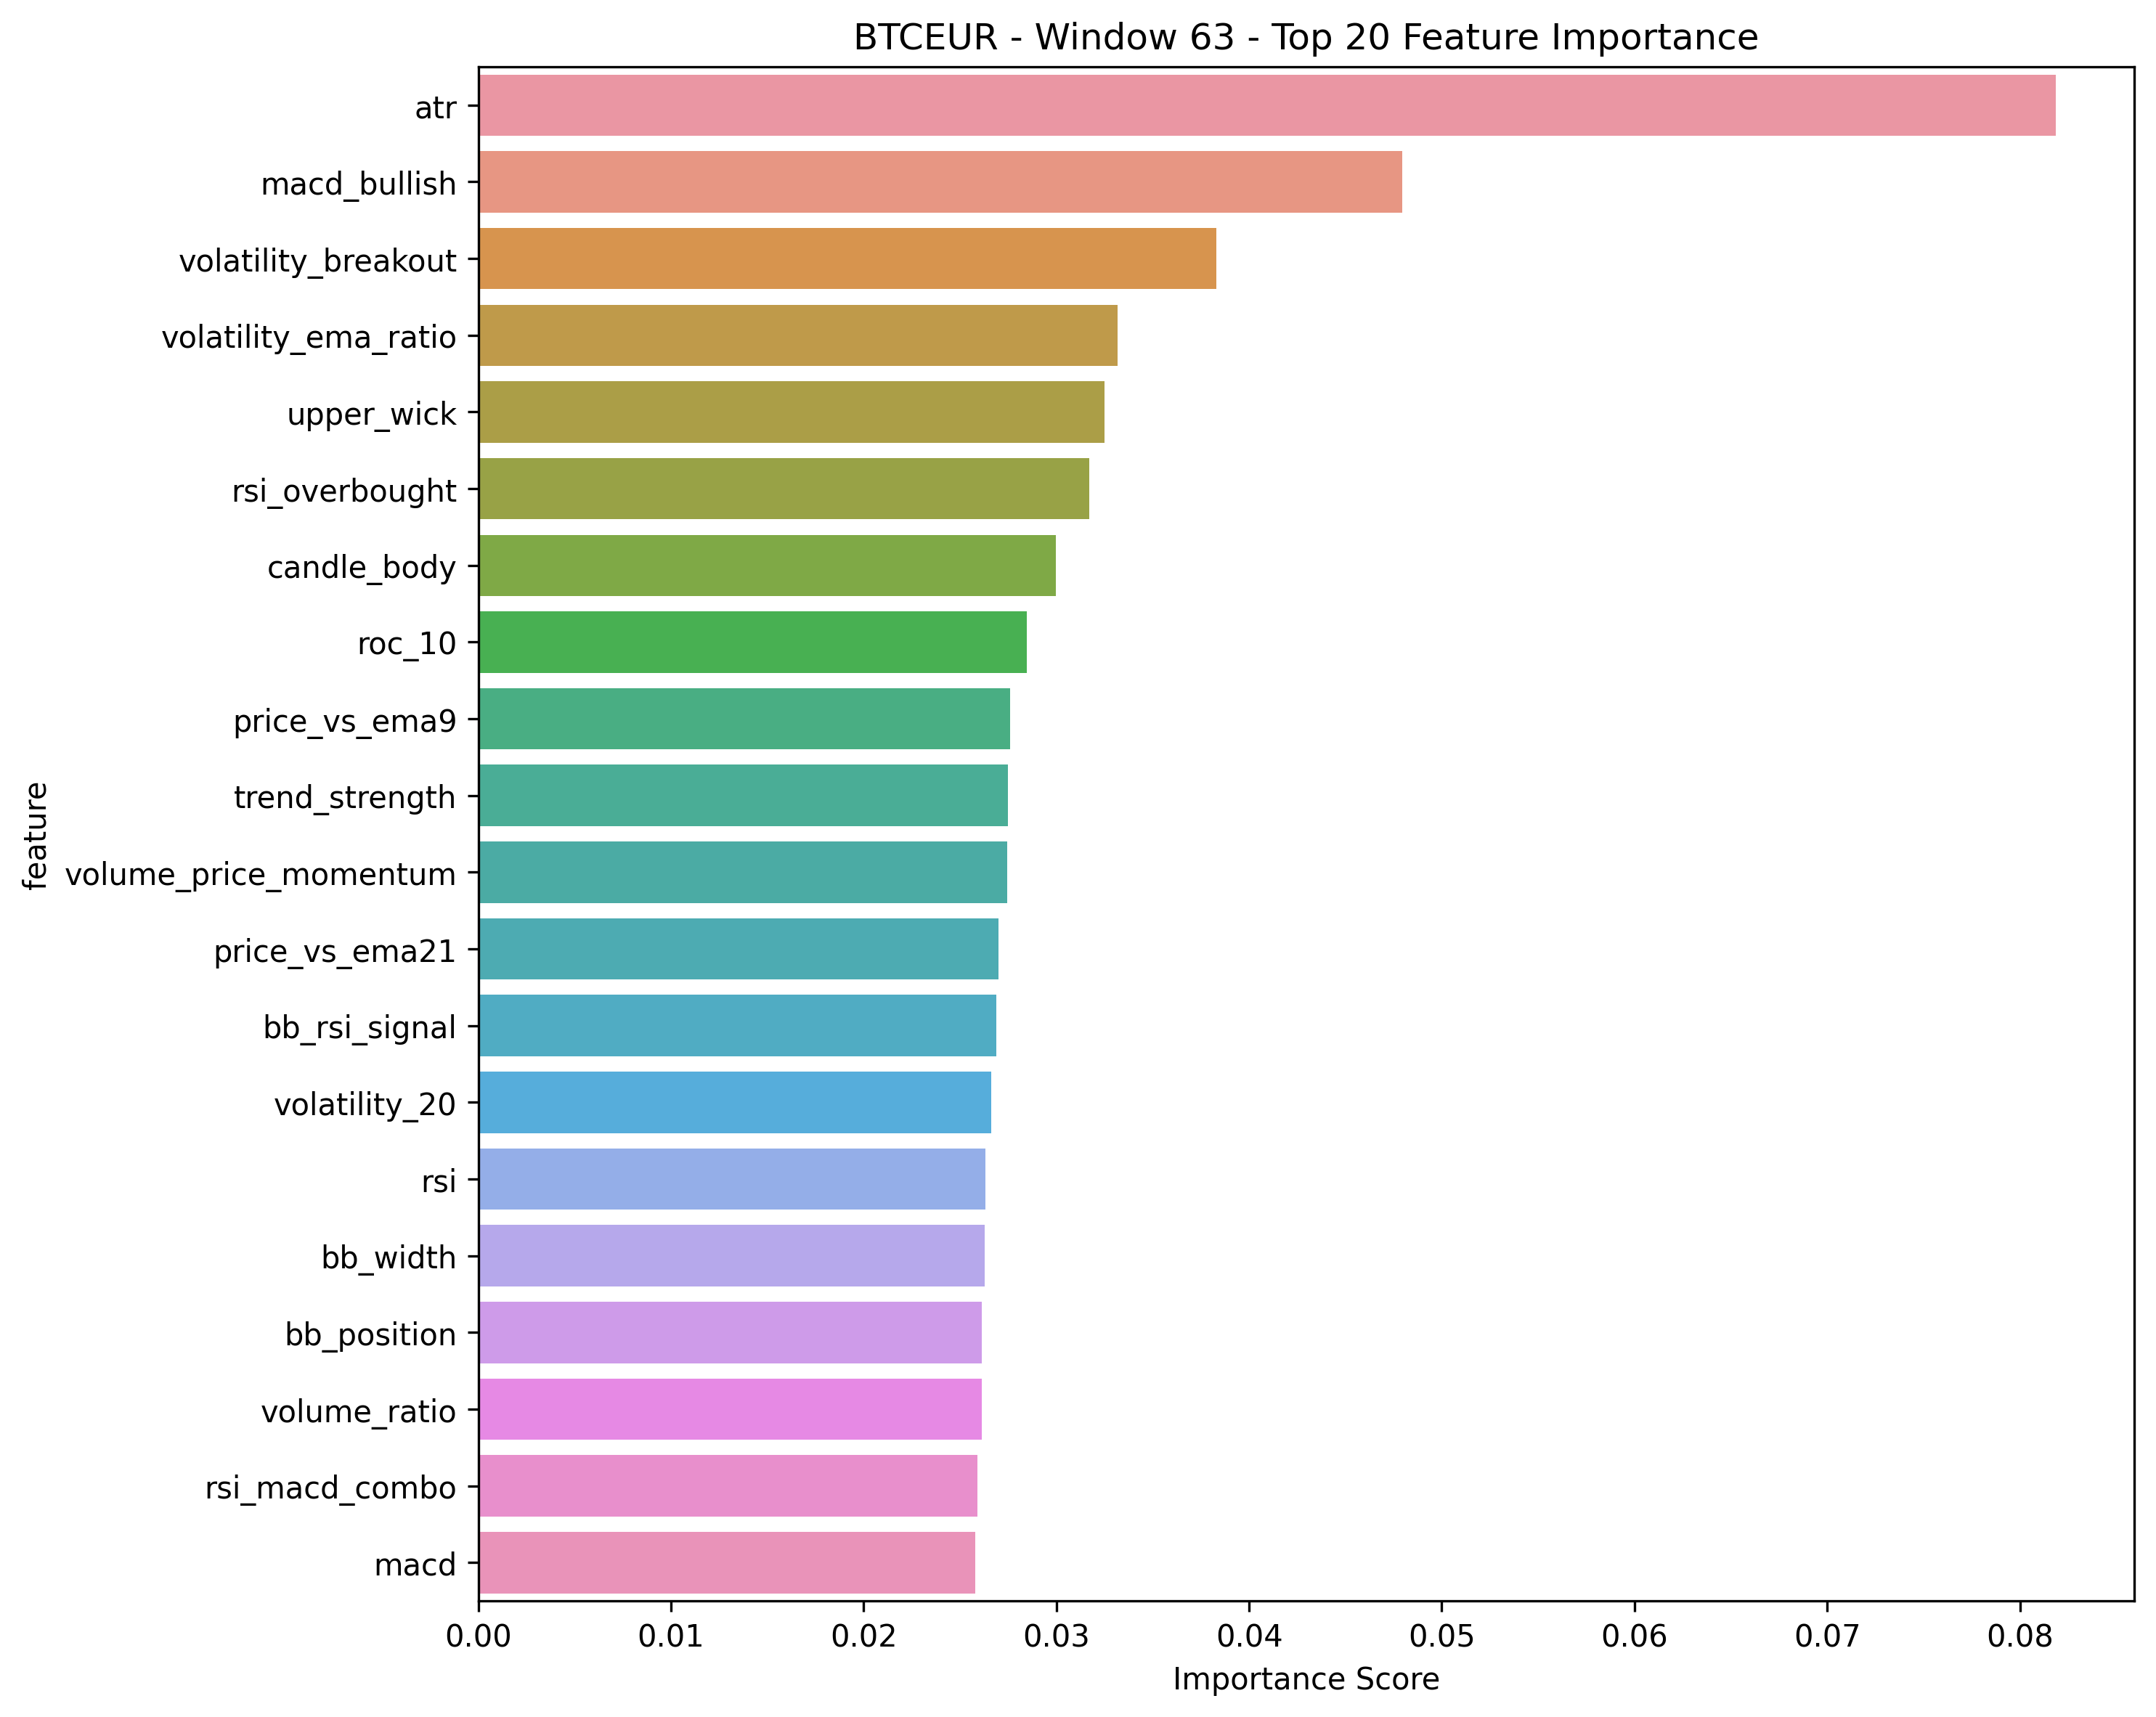 BTCEUR - Window 63 - Top 20 Feature Importance
atr
macd_bullish
volatility_breakout
volatility_ema_ratio
upper_wick
rsi_overbought
candle_body
roc_10
price_vs_ema9
trend_strength
volume_price_momentum
price_vs_ema21
bb_rsi_signal
volatility_20
rsi
bb_width
bb_position
volume_ratio
rsi_macd_combo
macd
feature
0.00 0.01 0.02 0.03 0.04 0.05 0.06 0.07 0.08
Importance Score